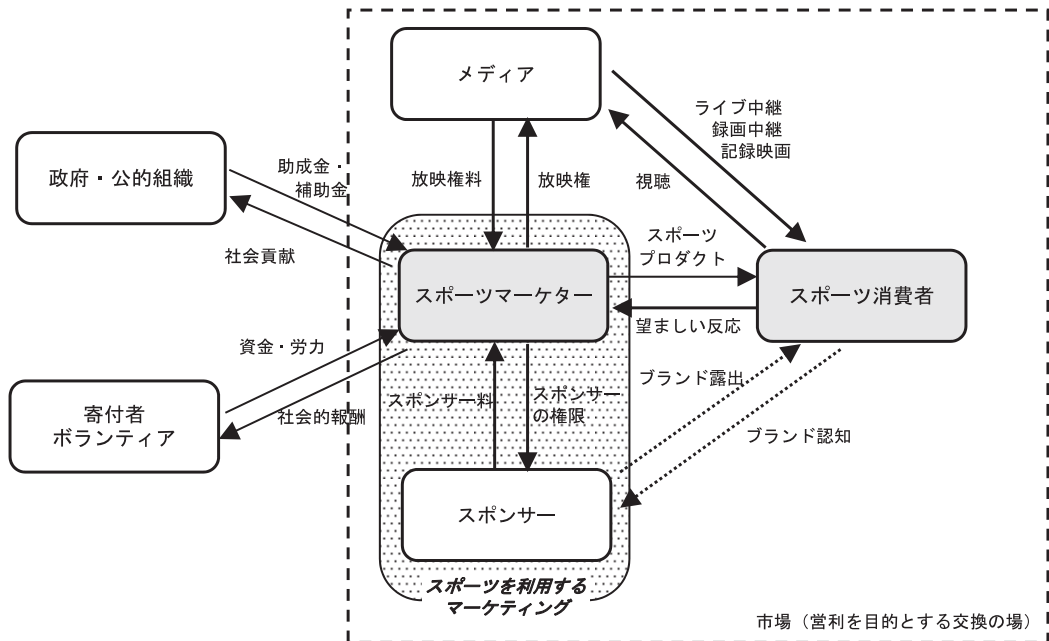 メディア
ライブ中継
録画中継
記録映画
政府・公的組織
助成金・
補助金
放映権料
放映権
視聴
社会貢献
スポーツ
プロダクト
スポーツマーケター
スポーツ消費者
望ましい反応
資金・労力
寄付者
ボランティア
社会的報酬
スポンサー料
スポンサー
の権限
ブランド露出
ブランド認知
スポンサー
スポーツを利用する
マーケティング
市場（営利を目的とする交換の場）